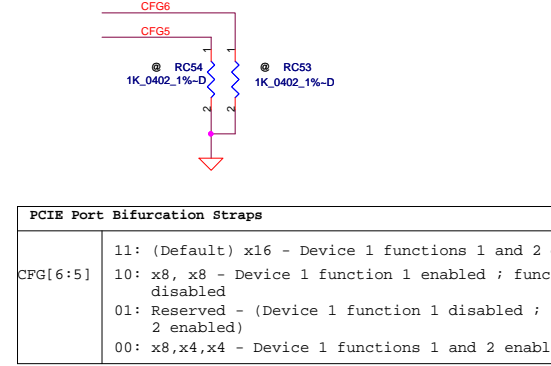 CFG6
CFG5
1 1
@ RC54 @ RC53
1K_0402_1%~D 1K_0402_1%~D
2 2
PCIE Port Bifurcation Straps
11: (Default) x16 - Device 1 functions 1 and 2
CFG[6:5] 10: x8, x8 - Device 1 function 1 enabled ; func
disabled
01: Reserved - (Device 1 function 1 disabled ;
2 enabled)
00: x8,x4,x4 - Device 1 functions 1 and 2 enabl